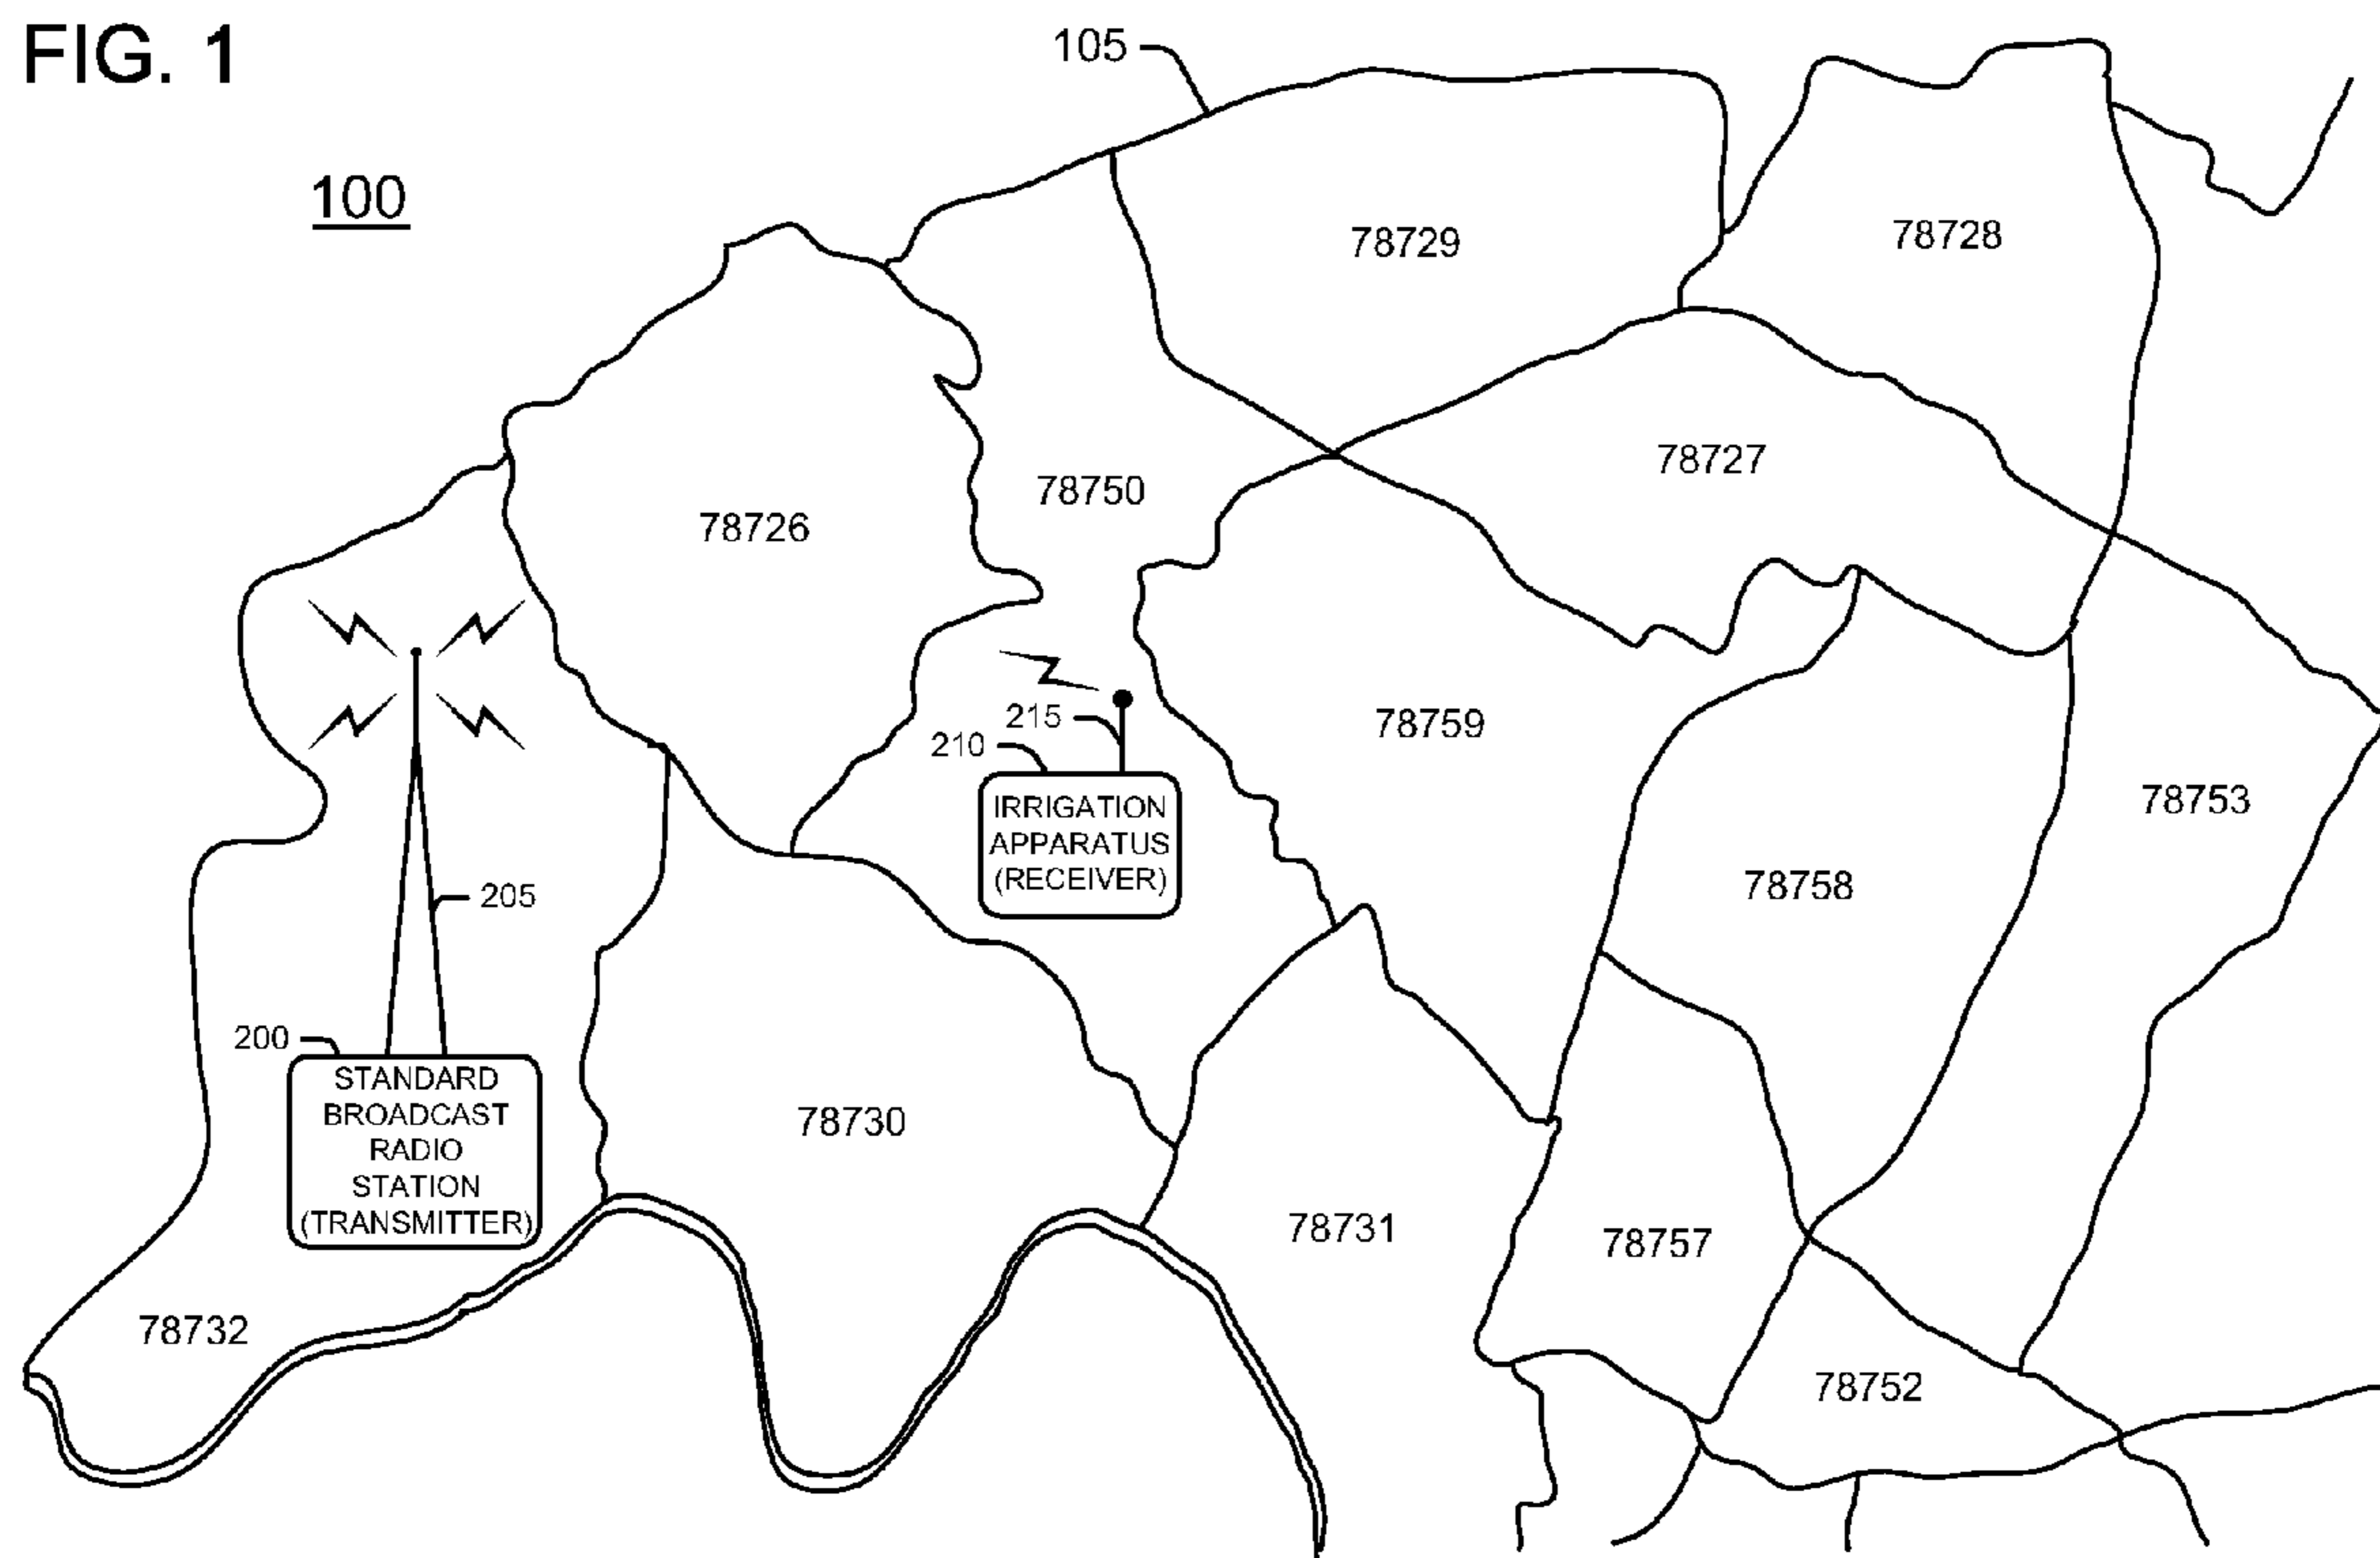 FIG. 1
105
100
78729
78728
78727
78750
78726
215
78759
210
IRRIGATION
APPARATUS
(RECEIVER)
78753
205
78758
200
STANDARD
BROADCAST
RADIO
STATION
(TRANSMITTER)
78730
78731
78757
78732
78752